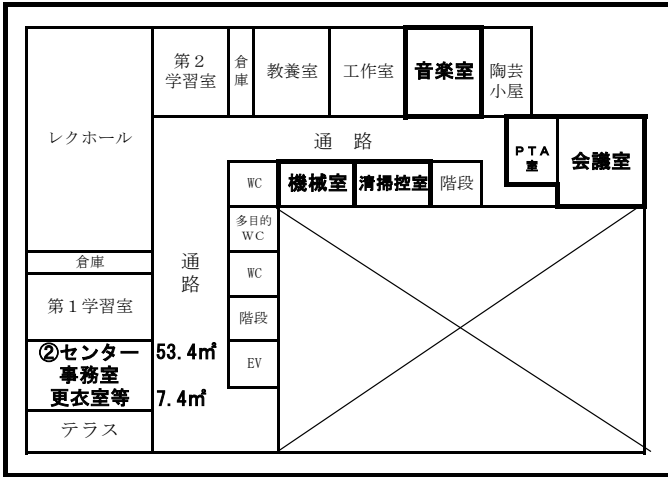 第２
学習室
倉
庫
教養室
工作室
音楽室
陶芸
小屋
レクホール
通 路
ＰＴＡ
室
会議室
WC
機械室
清掃控室
階段
多目的
ＷＣ
倉庫
通
路
WC
第１学習室
階段
②センター
事務室
更衣室等
53.4㎡
7.4㎡
EV
テラス